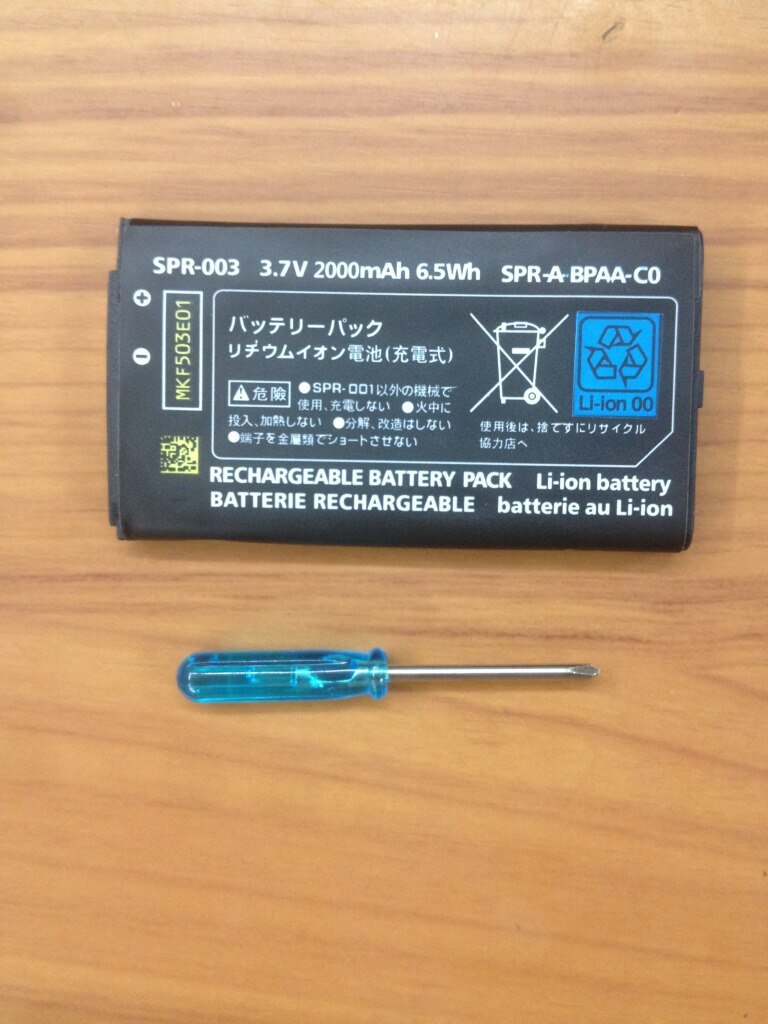 SPR-003 3.7V 2000mAh 6.5Wh SPR-A-BPAA-C0
MKF503E01
バッテリーパック
リチウムイオン電池(充電式)
危険 ●SPR-001以外の機械で
使用、充電しない ●火中に
投入、加熱しない ●分解、改造はしない
●端子を金属類でショートさせない
Li-ion 00
使用後は、捨てずにリサイクル
協力店へ
RECHARGEABLE BATTERY PACK Li-ion battery
BATTERIE RECHARGEABLE batterie au Li-ion